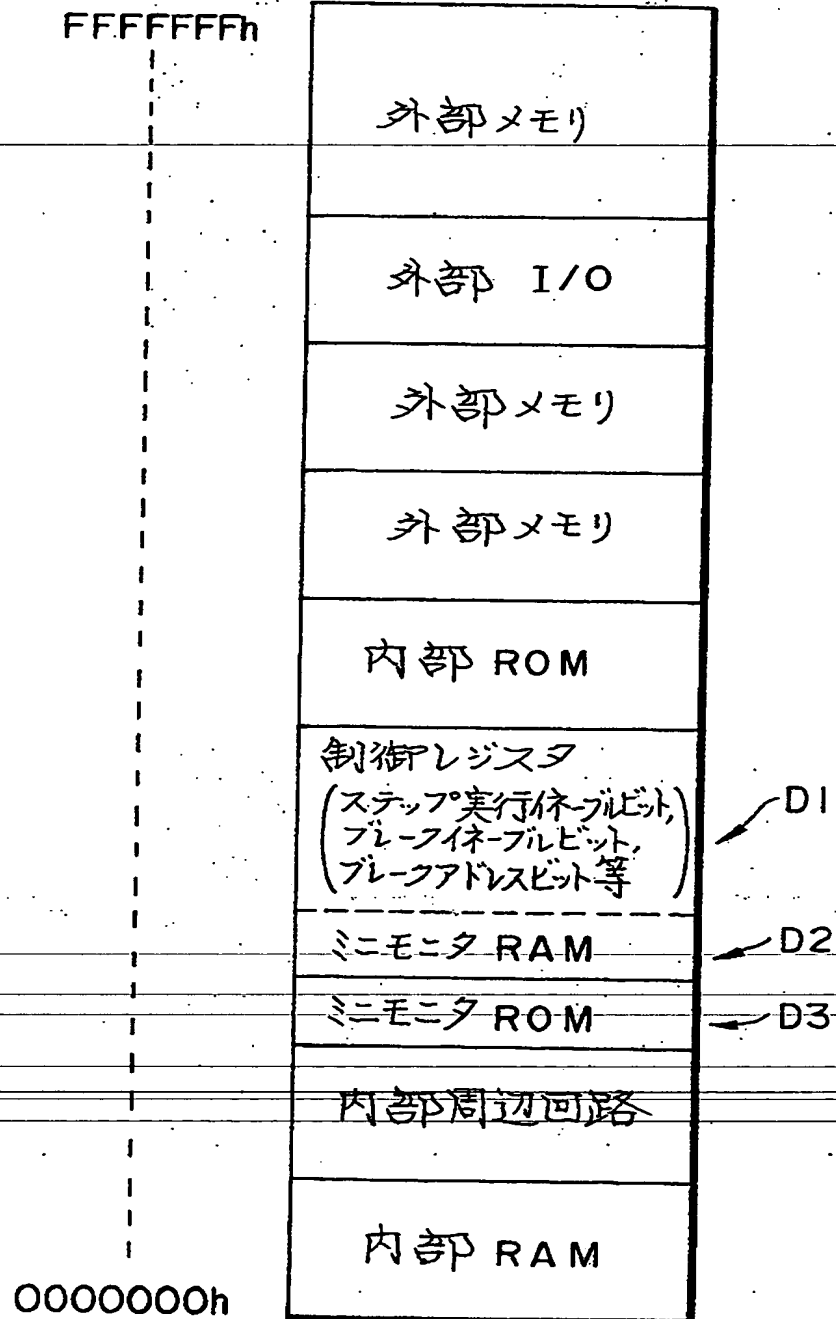 FFFFFFFh
外部メモリ
外部 I/O
外部メモリ
外部メモリ
内部 ROM
制御レジスタ
(ステップ実行イネーブルビット,
ブレークイネーブルビット,
ブレークアドレスビット等)
D1
ミニモニタ RAM
D2
ミニモニタ ROM
D3
内部周辺回路
内部 RAM
0000000h